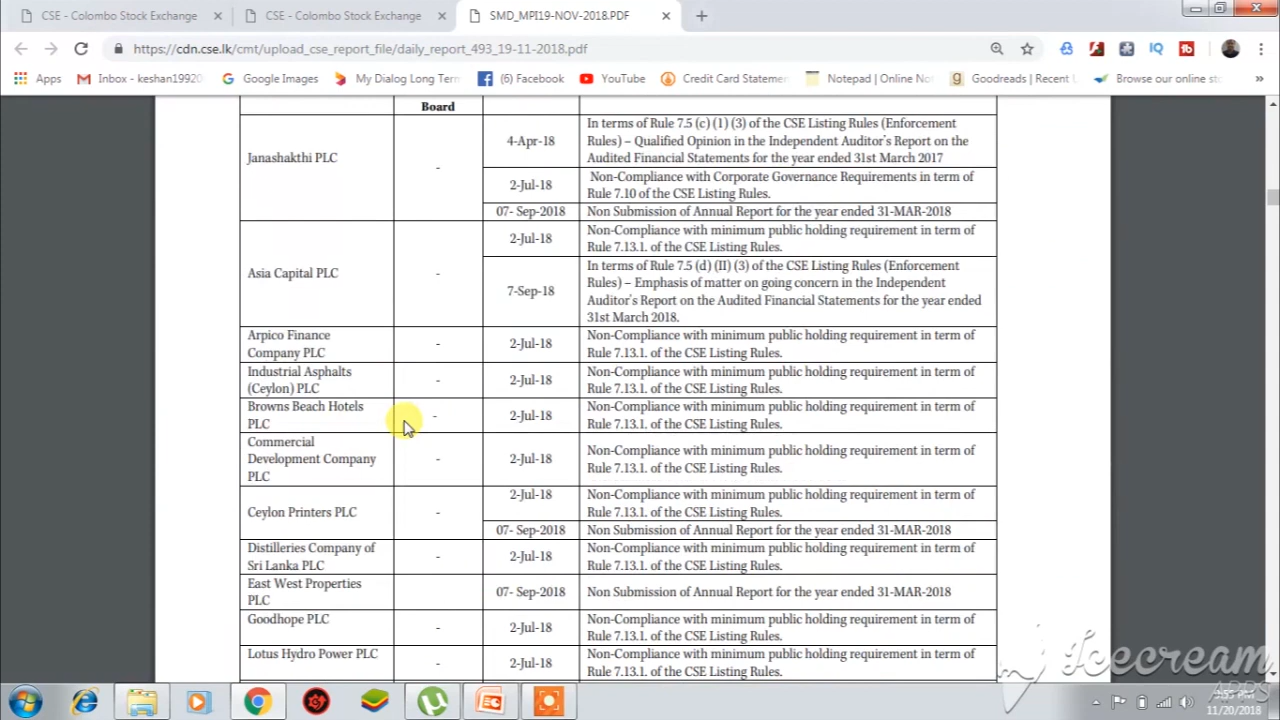 CSE - Colombo Stock Exchange
CSE - Colombo Stock Exchange
SMD_MPI19-NOV-2018.PDF
https://cdn.cse.lk/cmt/upload_cse_report_file/daily_report_493_19-11-2018.pdf
Apps
Inbox - keshan19920
Google Images
My Dialog Long Term
(6) Facebook
YouTube
Credit Card Statemen
Notepad | Online No
Goodreads | Recent
Browse our online sto
Board
Janashakthi PLC
-
4-Apr-18
In terms of Rule 7.5 (c) (1) (3) of the CSE Listing Rules (Enforcement
Rules) – Qualified Opinion in the Independent Auditor's Report on the
Audited Financial Statements for the year ended 31st March 2017
2-Jul-18
Non-Compliance with Corporate Governance Requirements in term of
Rule 7.10 of the CSE Listing Rules.
07- Sep-2018
Non Submission of Annual Report for the year ended 31-MAR-2018
Asia Capital PLC
-
2-Jul-18
Non-Compliance with minimum public holding requirement in term of
Rule 7.13.1. of the CSE Listing Rules.
7-Sep-18
In terms of Rule 7.5 (d) (II) (3) of the CSE Listing Rules (Enforcement
Rules) – Emphasis of matter on going concern in the Independent
Auditor's Report on the Audited Financial Statements for the year ended
31st March 2018.
Arpico Finance
Company PLC
-
2-Jul-18
Non-Compliance with minimum public holding requirement in term of
Rule 7.13.1. of the CSE Listing Rules.
Industrial Asphalts
(Ceylon) PLC
-
2-Jul-18
Non-Compliance with minimum public holding requirement in term of
Rule 7.13.1. of the CSE Listing Rules.
Browns Beach Hotels
PLC
-
2-Jul-18
Non-Compliance with minimum public holding requirement in term of
Rule 7.13.1. of the CSE Listing Rules.
Commercial
Development Company
PLC
-
2-Jul-18
Non-Compliance with minimum public holding requirement in term of
Rule 7.13.1. of the CSE Listing Rules.
Ceylon Printers PLC
-
2-Jul-18
Non-Compliance with minimum public holding requirement in term of
Rule 7.13.1. of the CSE Listing Rules.
07- Sep-2018
Non Submission of Annual Report for the year ended 31-MAR-2018
Distilleries Company of
Sri Lanka PLC
-
2-Jul-18
Non-Compliance with minimum public holding requirement in term of
Rule 7.13.1. of the CSE Listing Rules.
East West Properties
PLC
07- Sep-2018
Non Submission of Annual Report for the year ended 31-MAR-2018
Goodhope PLC
-
2-Jul-18
Non-Compliance with minimum public holding requirement in term of
Rule 7.13.1. of the CSE Listing Rules.
Lotus Hydro Power PLC
-
2-Jul-18
Non-Compliance with minimum public holding requirement in term of
Rule 7.13.1. of the CSE Listing Rules.
Icecream
APPS
11/20/2018